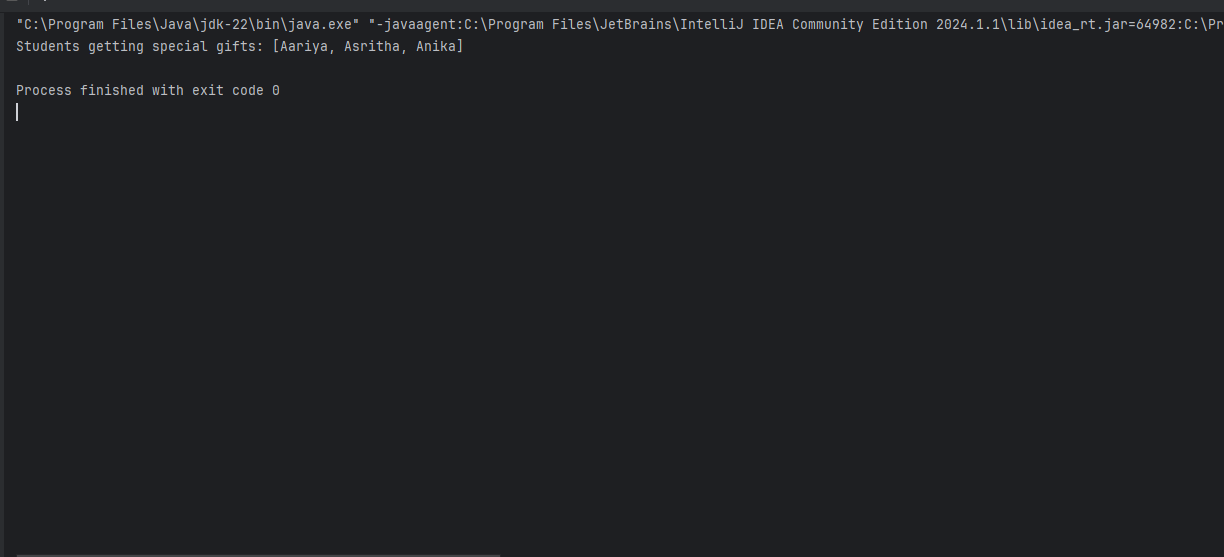 "C:\Program Files\Java\jdk-22\bin\java.exe" "-javaagent:C:\Program Files\JetBrains\IntelliJ IDEA Community Edition 2024.1.1\lib\idea_rt.jar=64982:C:\Pr
Students getting special gifts: [Aariya, Asritha, Anika]
Process finished with exit code 0